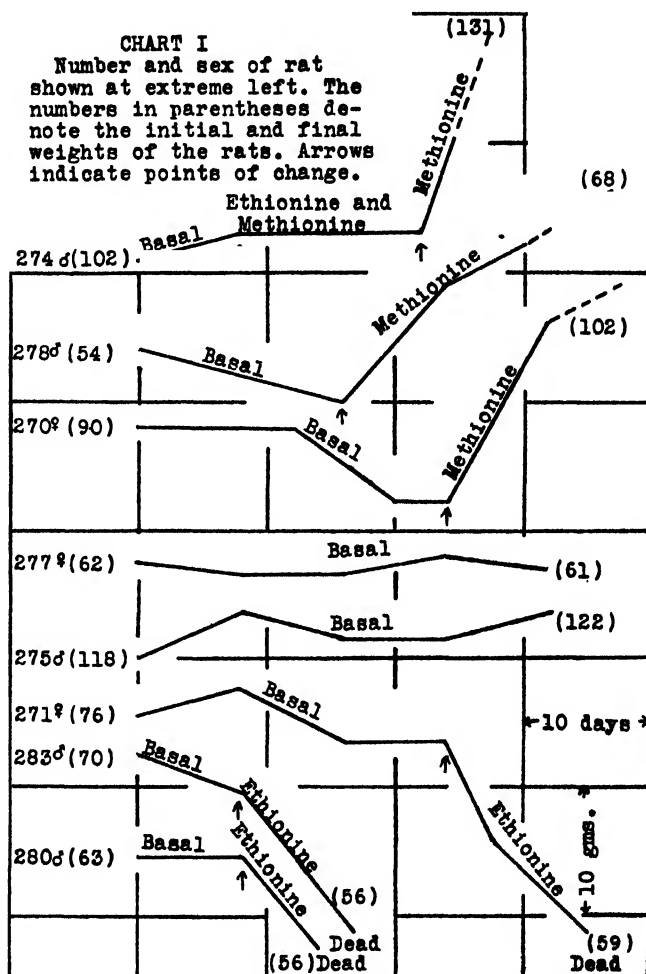 CHART I
Number and sex of rat
shown at extreme left. The
numbers in parentheses de-
note the initial and final
weights of the rats. Arrows
indicate points of change.
(131)
Methionine
(68)
Ethionine and
Methionine
Basal
274♂(102)
Methionine
(102)
278♂(54)
Basal
270♀(90)
Basal
Methionine
277♀(62)
Basal
(61)
Basal
(122)
275♂(118)
271♀(76)
Basal
←10 days→
283♂(70)
Basal
Ethionine
Ethionine
Ethionine
←10 gms.→
280♂(63)
Basal
(56)
Dead
(56)Dead
(59)
Dead